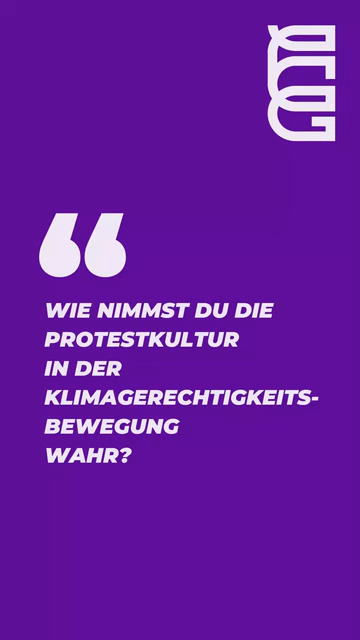 “
WIE NIMMST DU DIE
PROTESTKULTUR
IN DER
KLIMAGERECHTIGKEITS-
BEWEGUNG
WAHR?